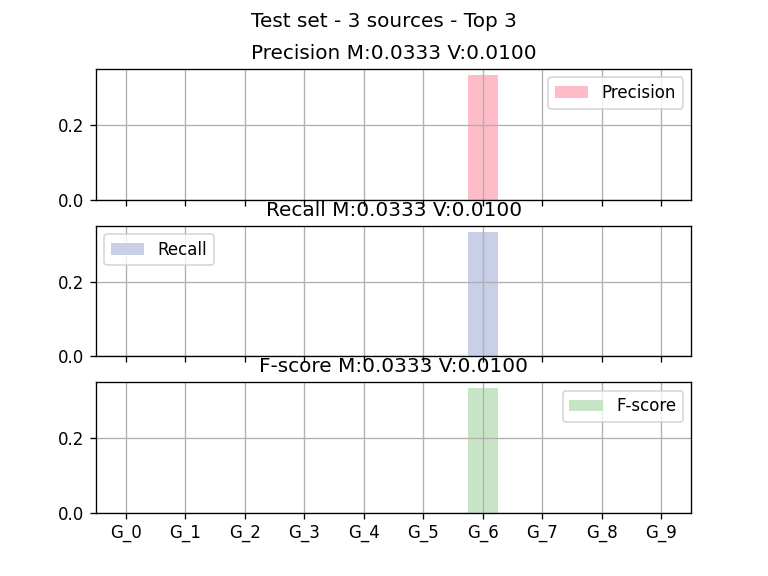 Test set - 3 sources - Top 3
Precision M:0.0333 V:0.0100
Precision
0.2
0.0
Recall M:0.0333 V:0.0100
Recall
0.2
0.0
F-score M:0.0333 V:0.0100
F-score
0.2
0.0
G_0 G_1 G_2 G_3 G_4 G_5 G_6 G_7 G_8 G_9